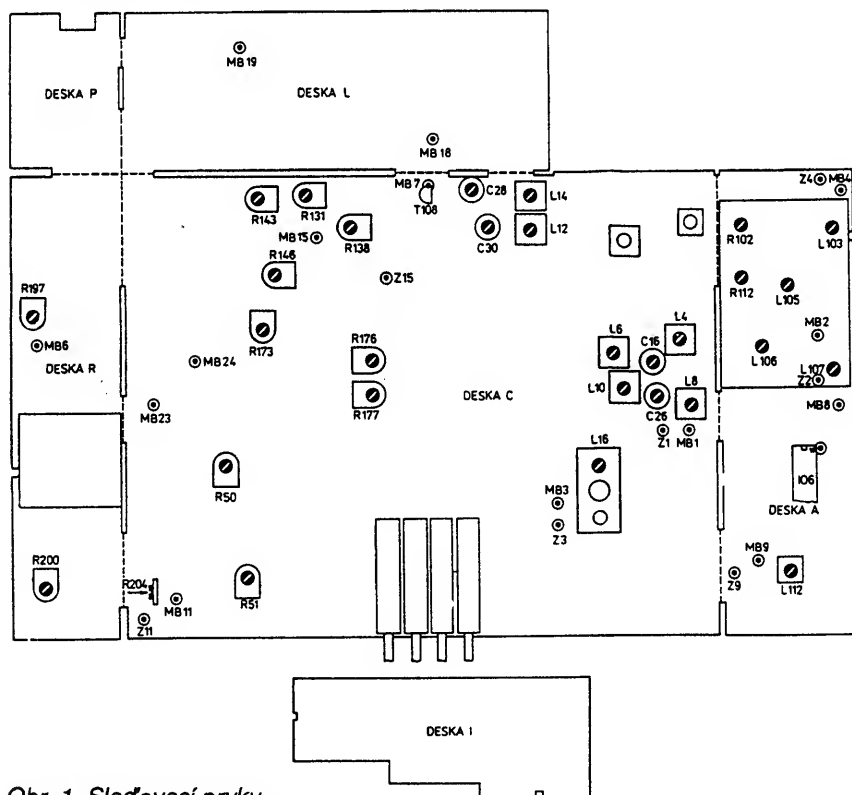 MB19
DESKA P
DESKA L
MB18
MB7
T108
C28
L14
Z4
MB4
R143
R131
MB15
R138
C30
L12
R102
L103
R146
Z15
R112
L105
R197
MB6
DESKA R
R173
MB24
R176
R177
L6
C16
L4
MB2
L106
L107
Z2
MB23
DESKA C
L10
C26
L8
MB8
Z1
MB1
L16
R50
IO6
DESKA A
MB3
Z3
R200
R204
MB11
Z11
R51
MB9
Z9
L112
DESKA I
Obr. 1. Slaďovací prvky